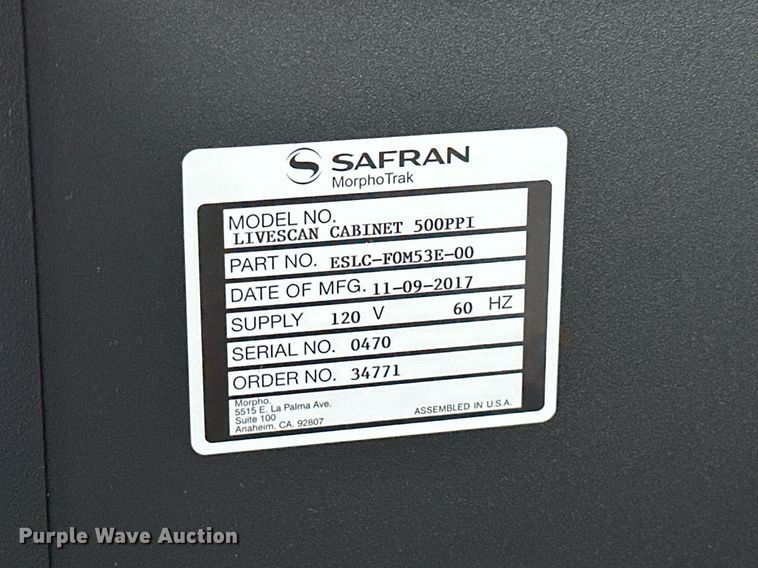 SAFRAN
MorphoTrak
MODEL NO.
LIVESCAN CABINET 500PPI
PART NO. ESLC-F0M53E-00
DATE OF MFG. 11-09-2017
SUPPLY 120 V 60 HZ
SERIAL NO. 0470
ORDER NO. 34771
Morpho.
5515 E. La Palma Ave.
Suite 100
Anaheim, CA. 92807
ASSEMBLED IN U.S.A.
Purple Wave Auction